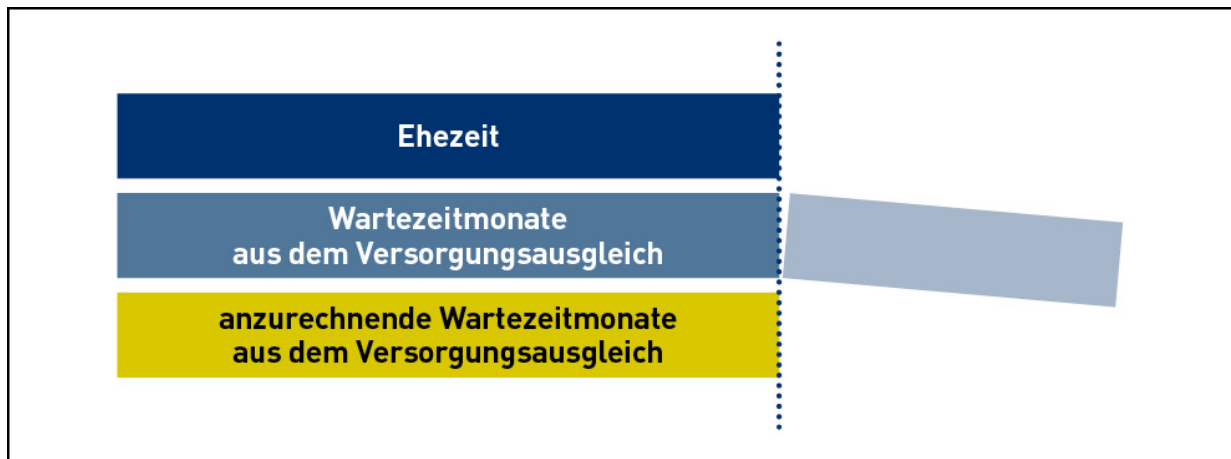 Ehezeit
Wartezeitmonate
aus dem Versorgungsausgleich
anzurechnende Wartezeitmonate
aus dem Versorgungsausgleich